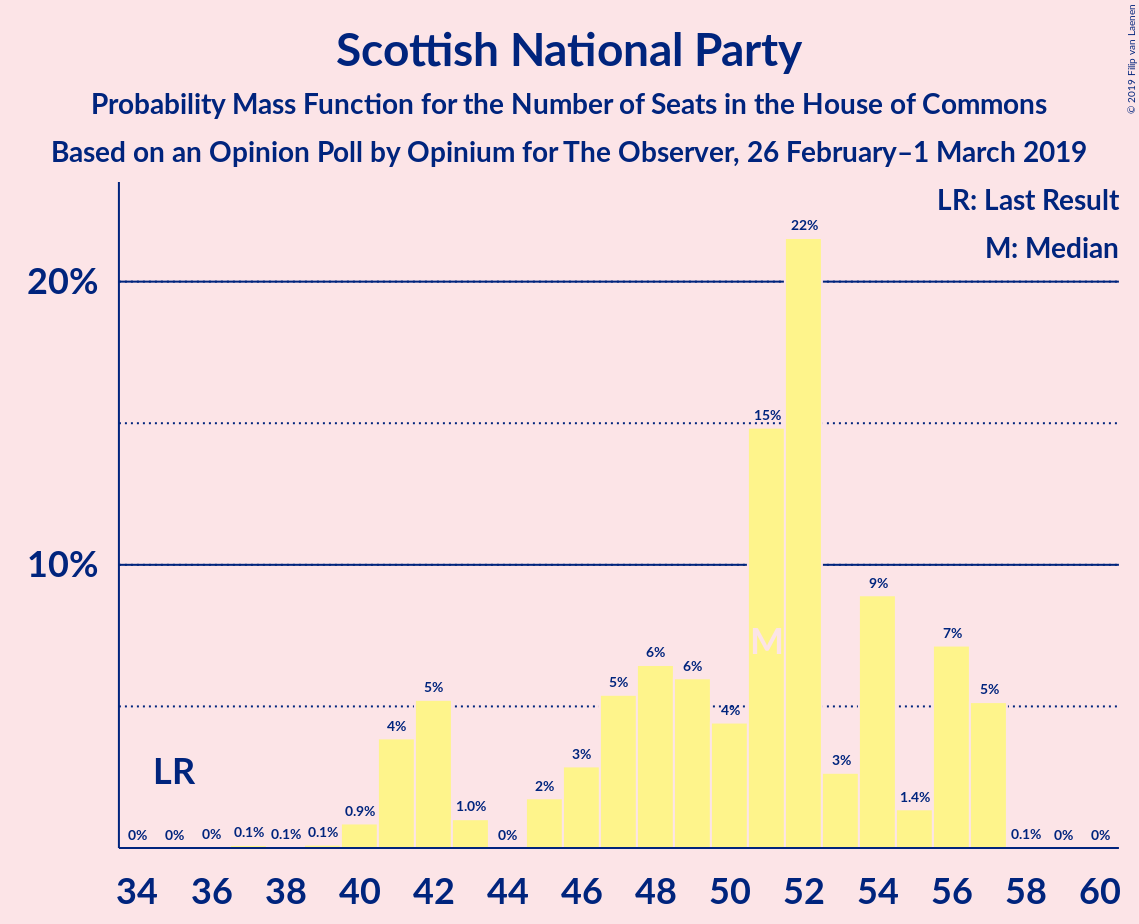 Scottish National Party
Probability Mass Function for the Number of Seats in the House of Commons
Based on an Opinion Poll by Opinium for The Observer, 26 February–1 March 2019
© 2019 Filip van Laenen
LR: Last Result
M: Median
22%
20%
15%
10%
9%
7%
M
6%
6%
5%
5%
5%
4%
4%
3%
3%
LR
2%
1.4%
1.0%
0.9%
0% 0% 0% 0.1% 0.1% 0.1% 0% 0.1% 0% 0%
34 36 38 40 42 44 46 48 50 52 54 56 58 60